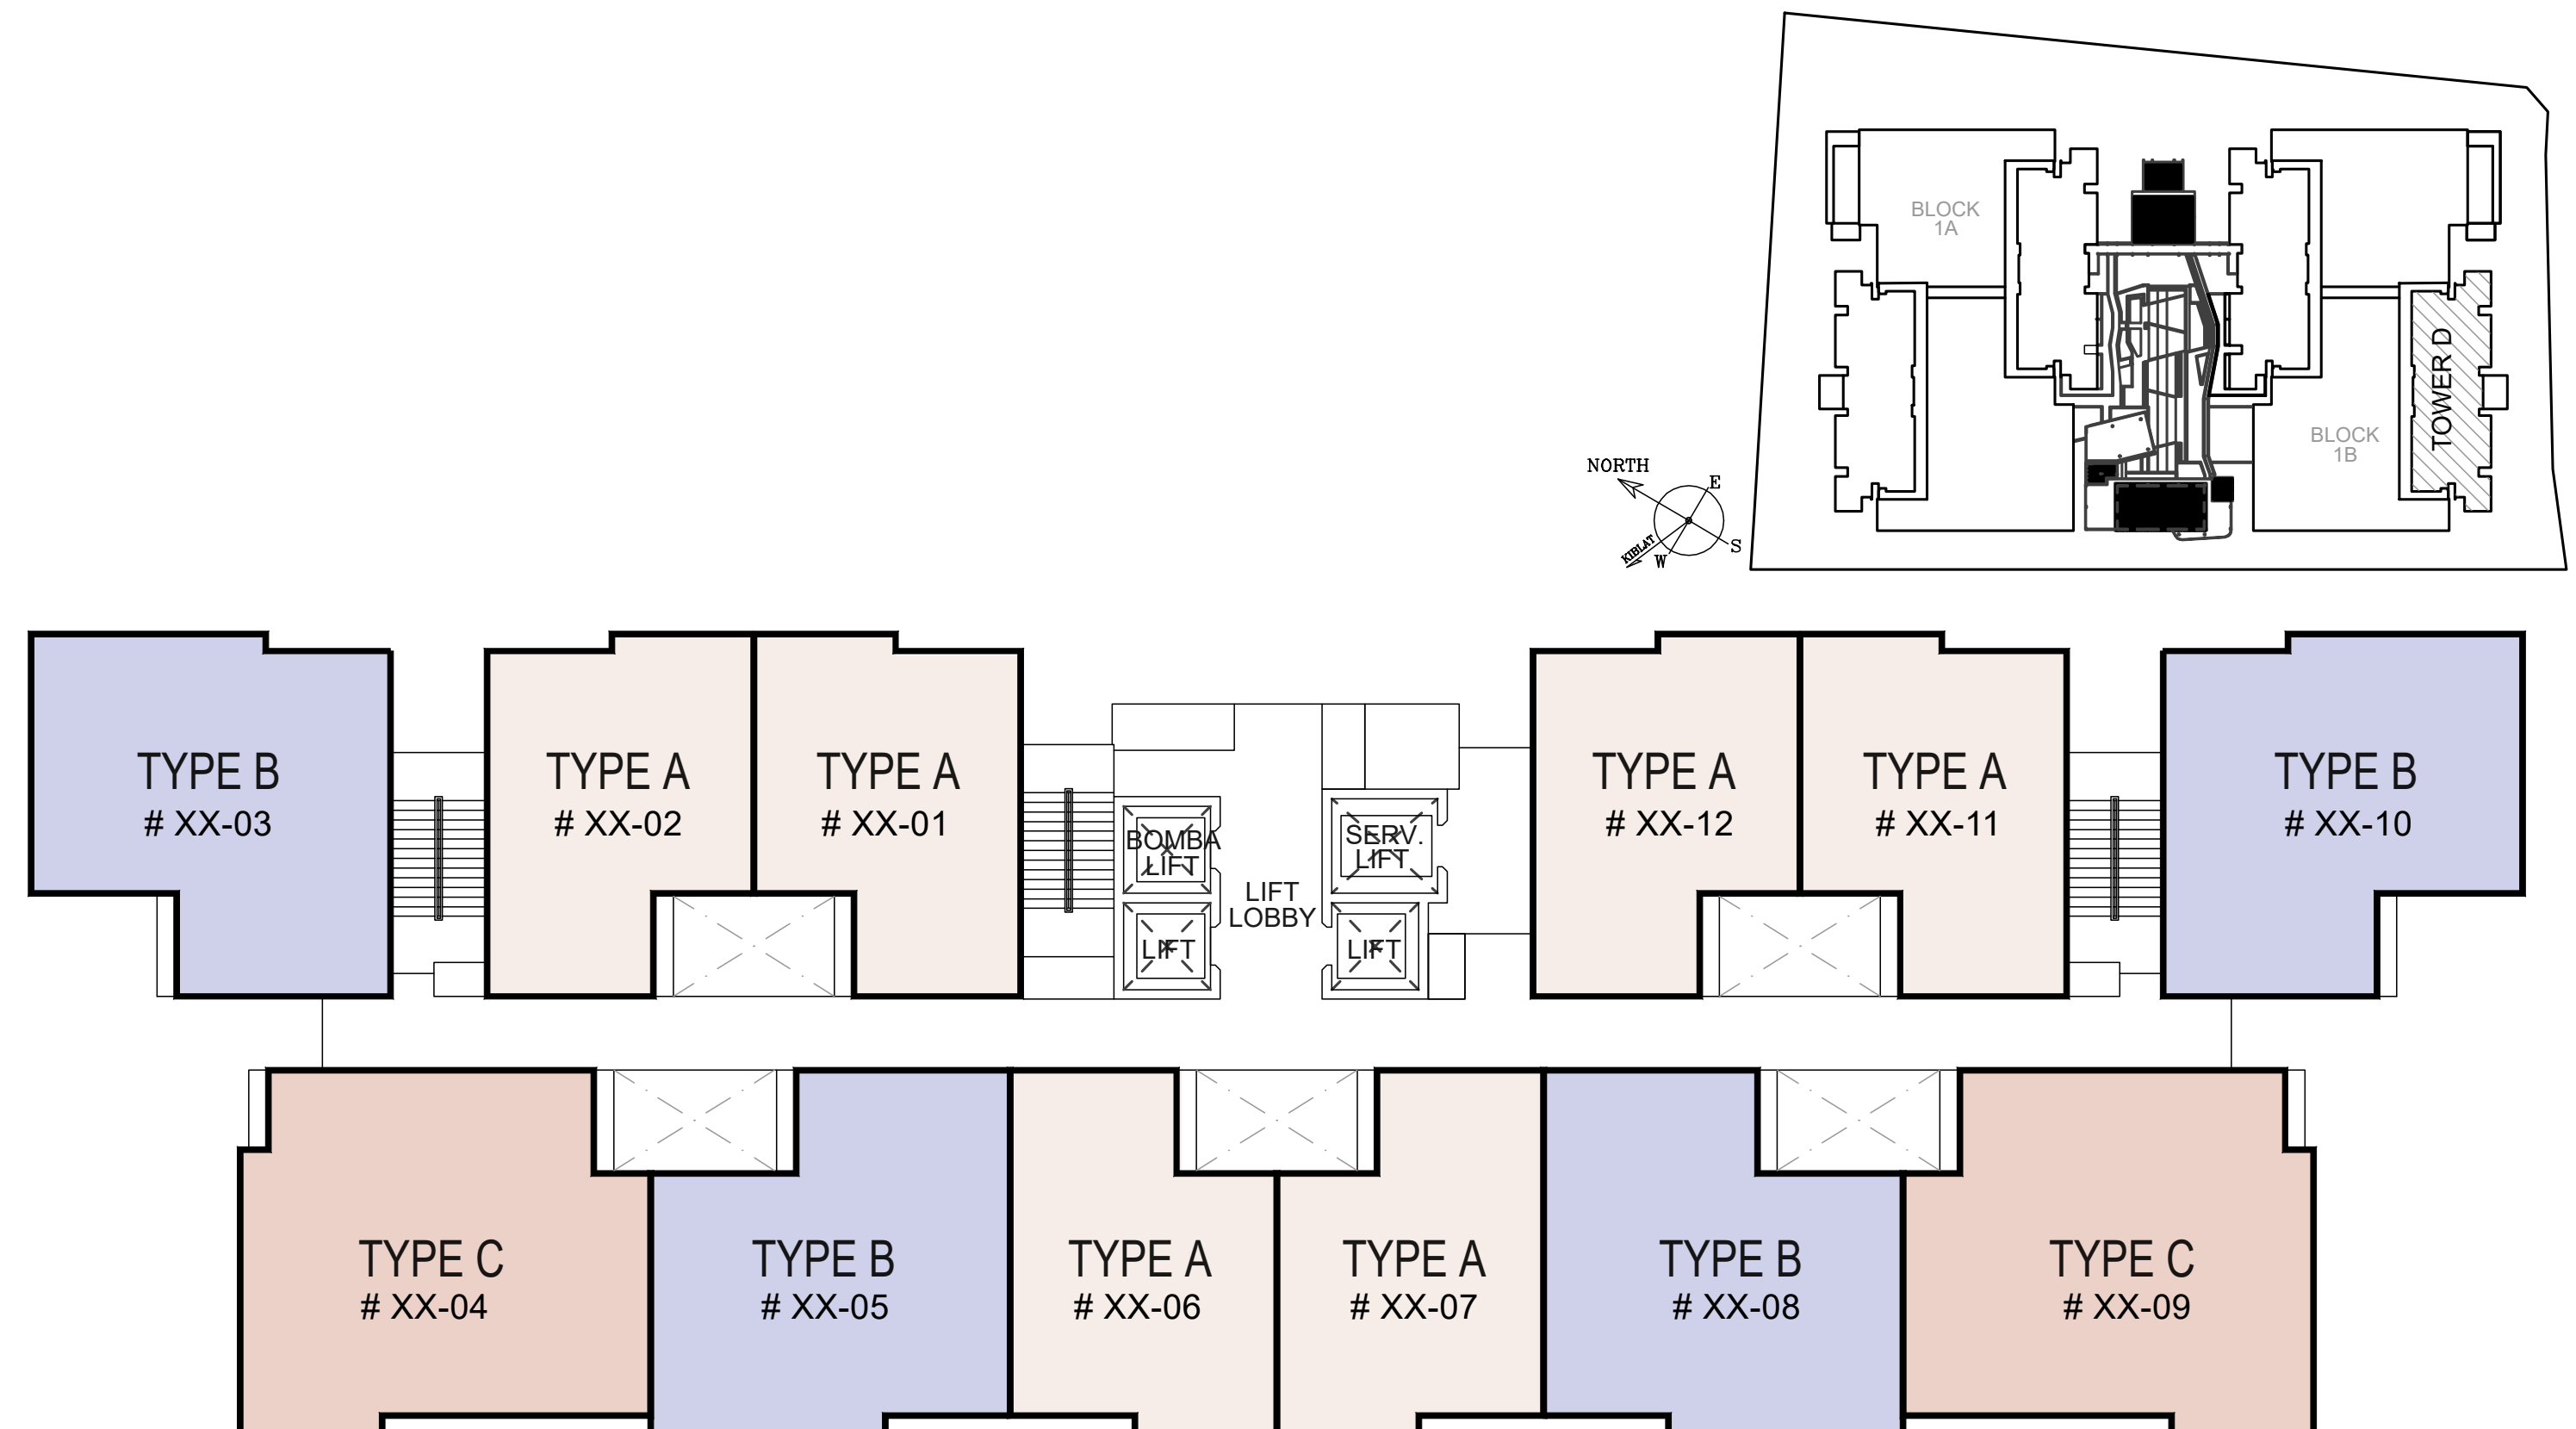 BLOCK
1A
TOWER D
BLOCK
1B
NORTH
E
S
W
KIBLAT
TYPE B
# XX-03
TYPE A
# XX-02
TYPE A
# XX-01
BOMBA
LIFT
SERV.
LIFT
LIFT
LOBBY
LIFT
LIFT
TYPE A
# XX-12
TYPE A
# XX-11
TYPE B
# XX-10
TYPE C
# XX-04
TYPE B
# XX-05
TYPE A
# XX-06
TYPE A
# XX-07
TYPE B
# XX-08
TYPE C
# XX-09